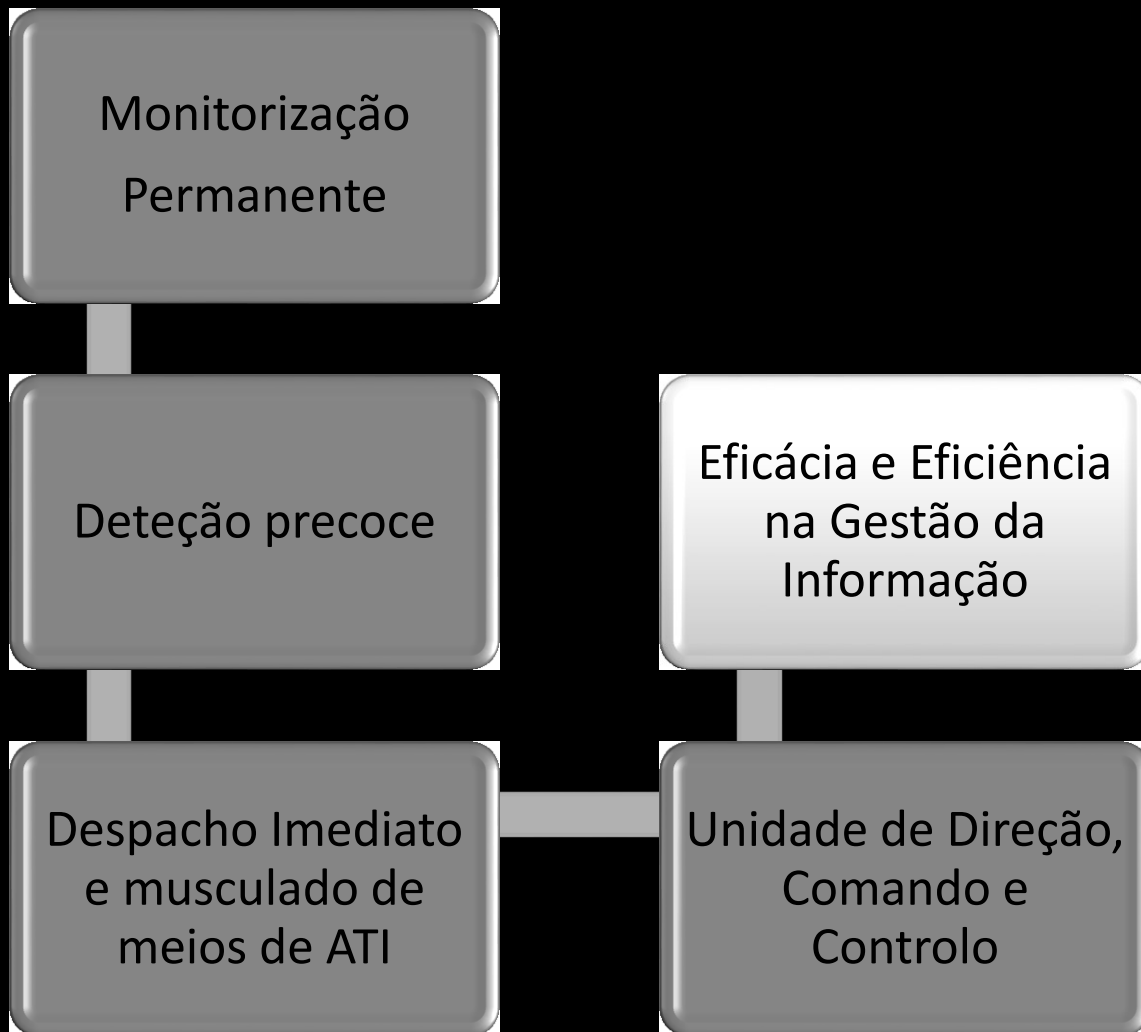 Monitorização
Permanente
Deteção precoce
Despacho Imediato
e musculado de
meios de ATI
Unidade de Direção,
Comando e
Controlo
Eficácia e Eficiência
na Gestão da
Informação